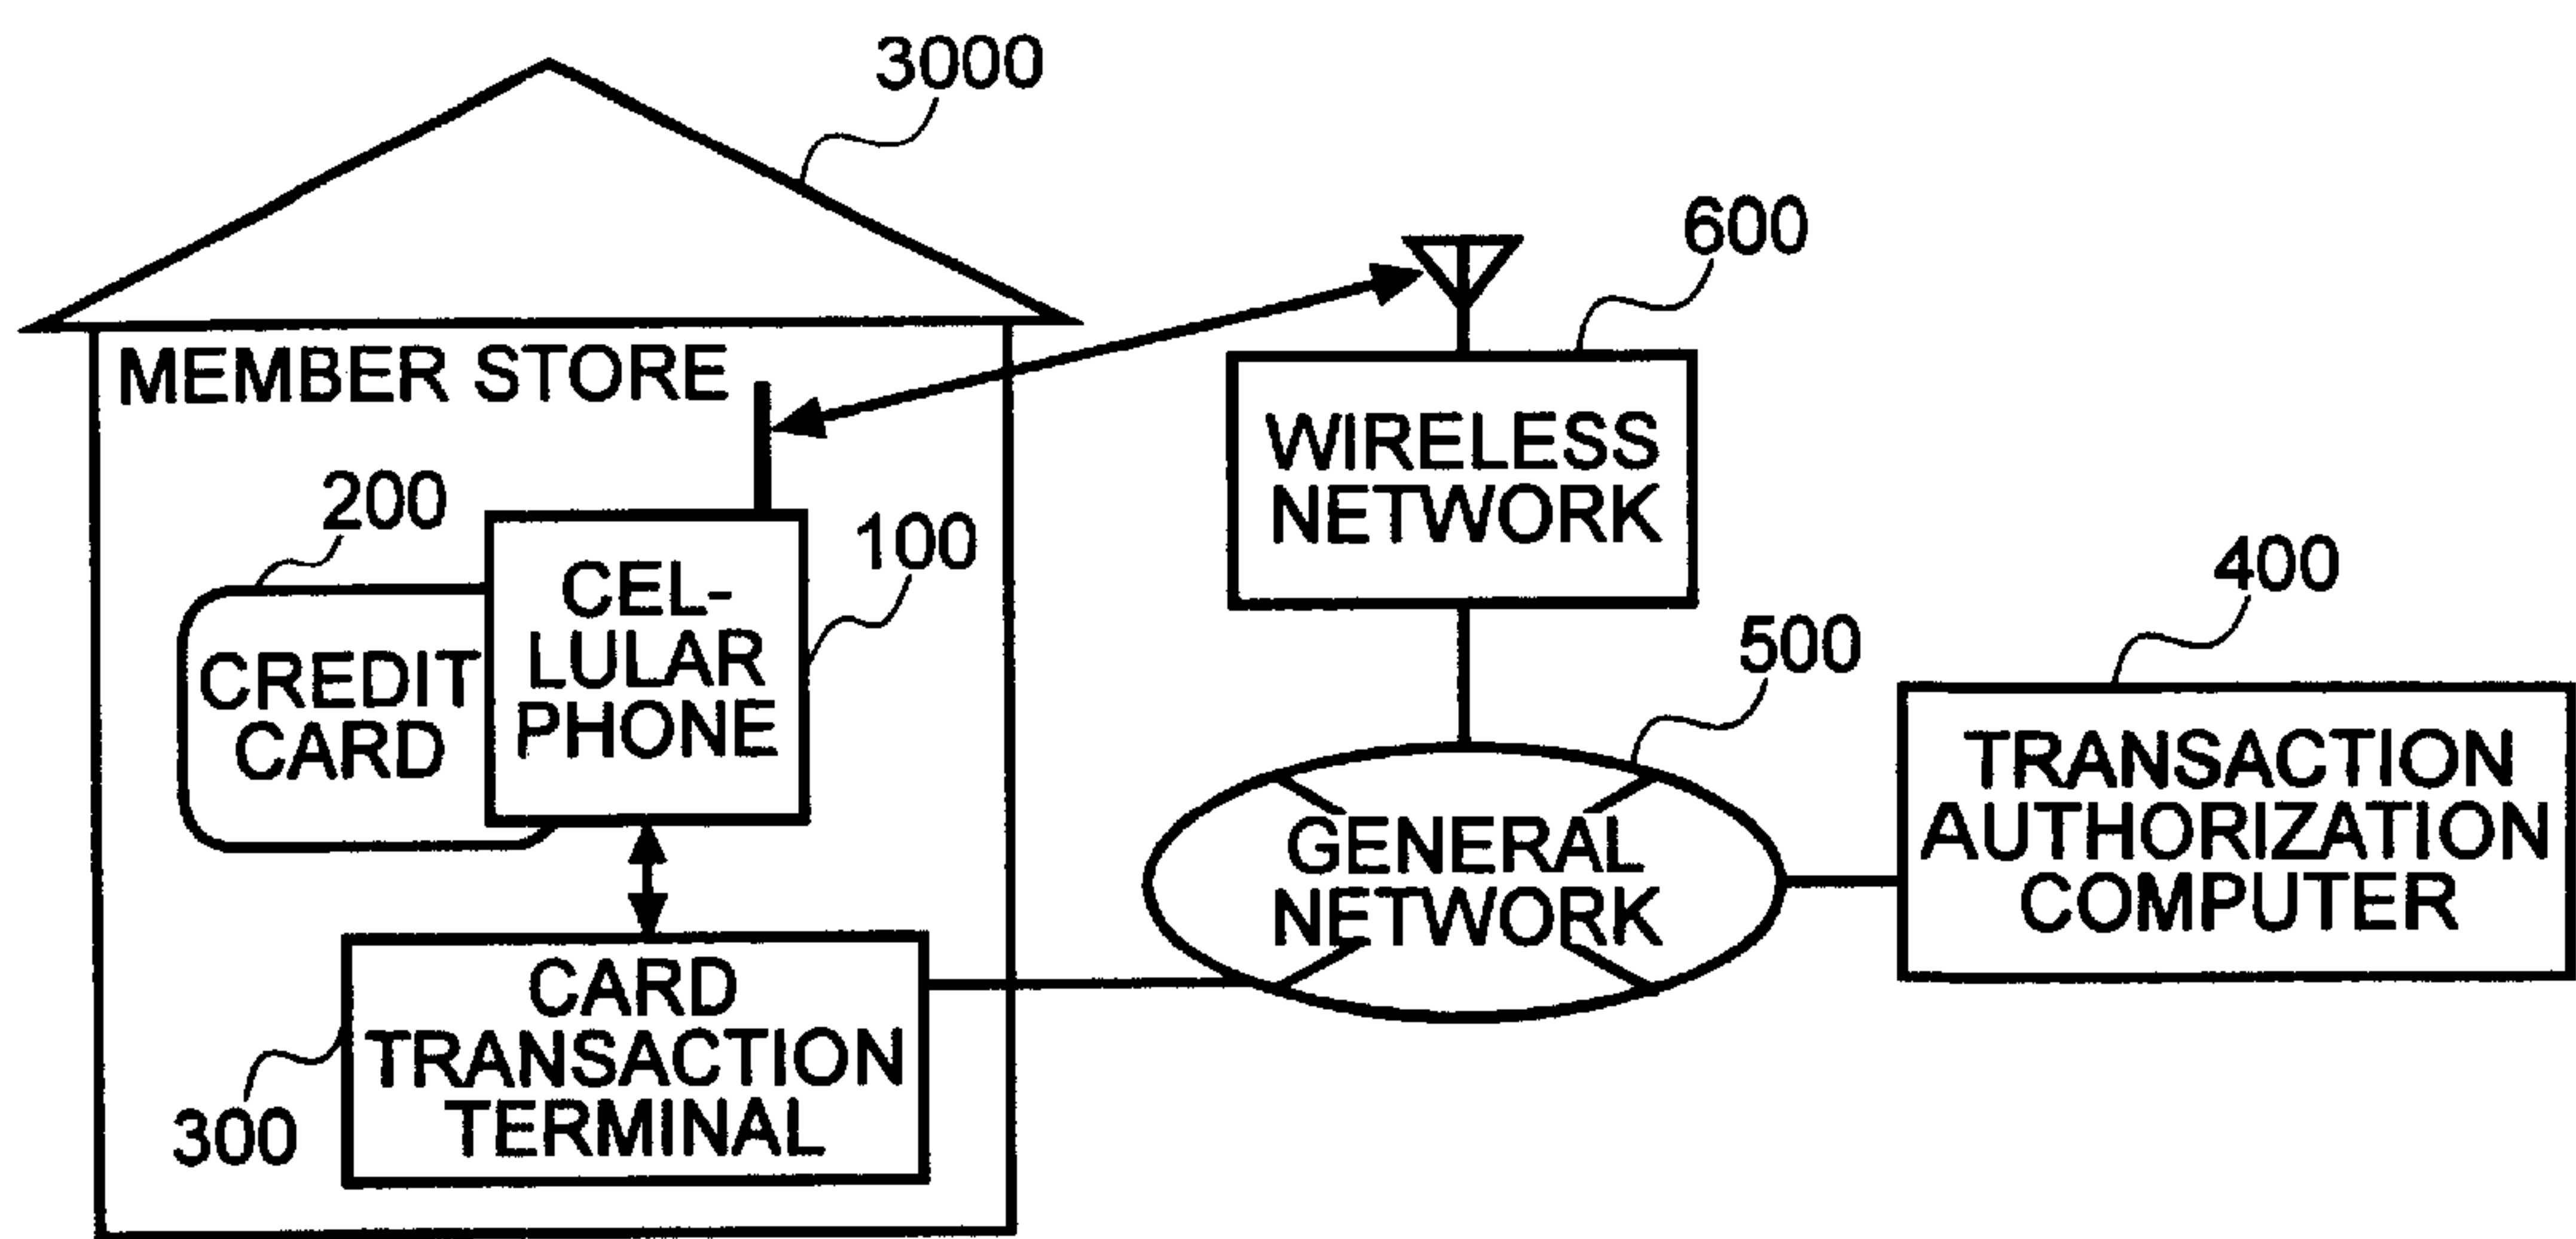 3000
600
MEMBER STORE
WIRELESS
NETWORK
200
100
CEL-
LULAR
PHONE
CREDIT
CARD
400
500
TRANSACTION
AUTHORIZATION
COMPUTER
GENERAL
NETWORK
CARD
TRANSACTION
TERMINAL
300